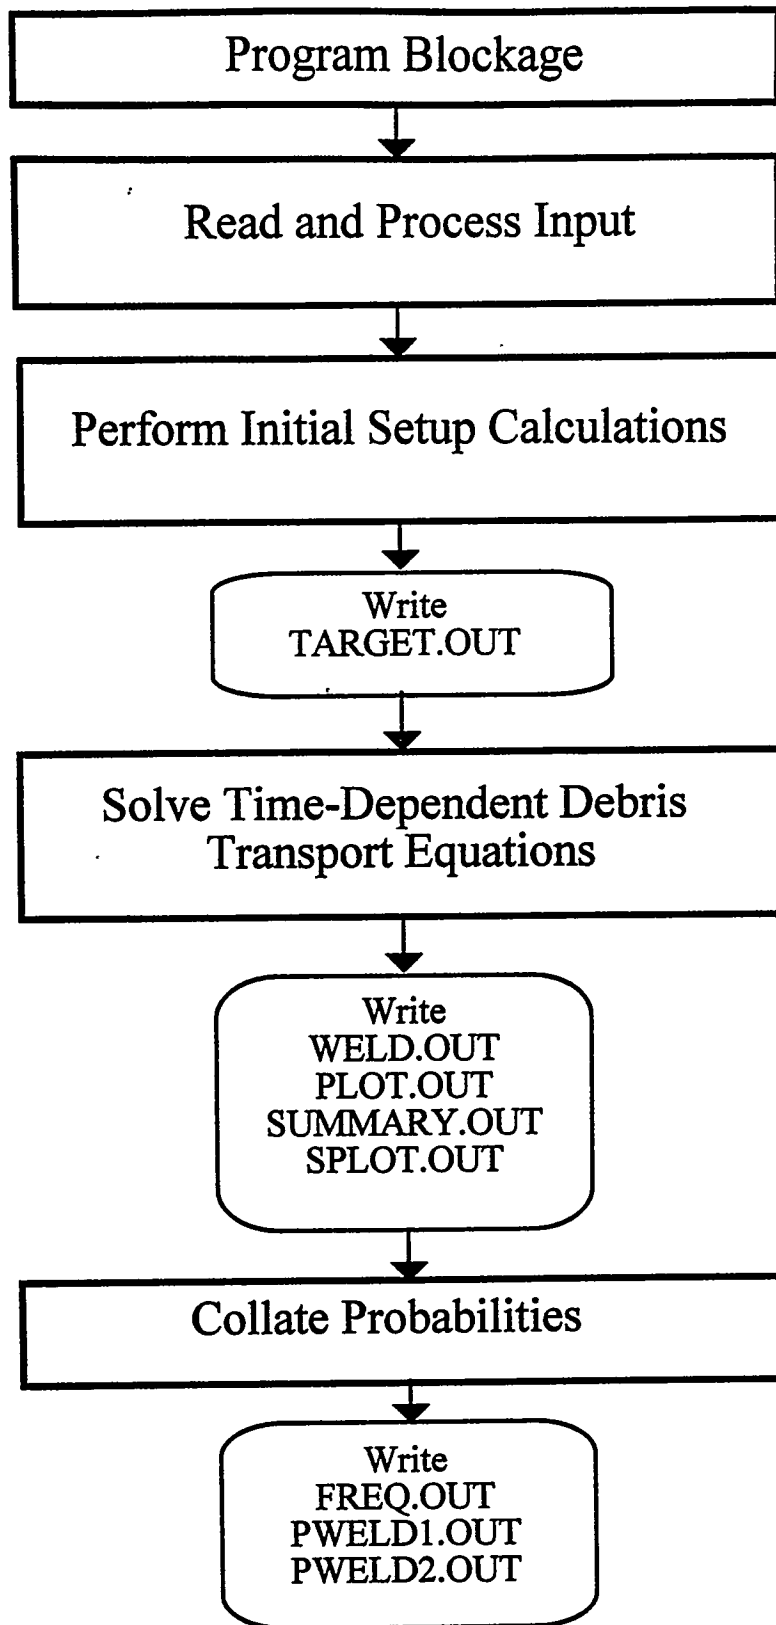 Program Blockage
Read and Process Input
Perform Initial Setup Calculations
Write
TARGET.OUT
Solve Time-Dependent Debris
Transport Equations
Write
WELD.OUT
PLOT.OUT
SUMMARY.OUT
SPLOT.OUT
Collate Probabilities
Write
FREQ.OUT
PWELD1.OUT
PWELD2.OUT